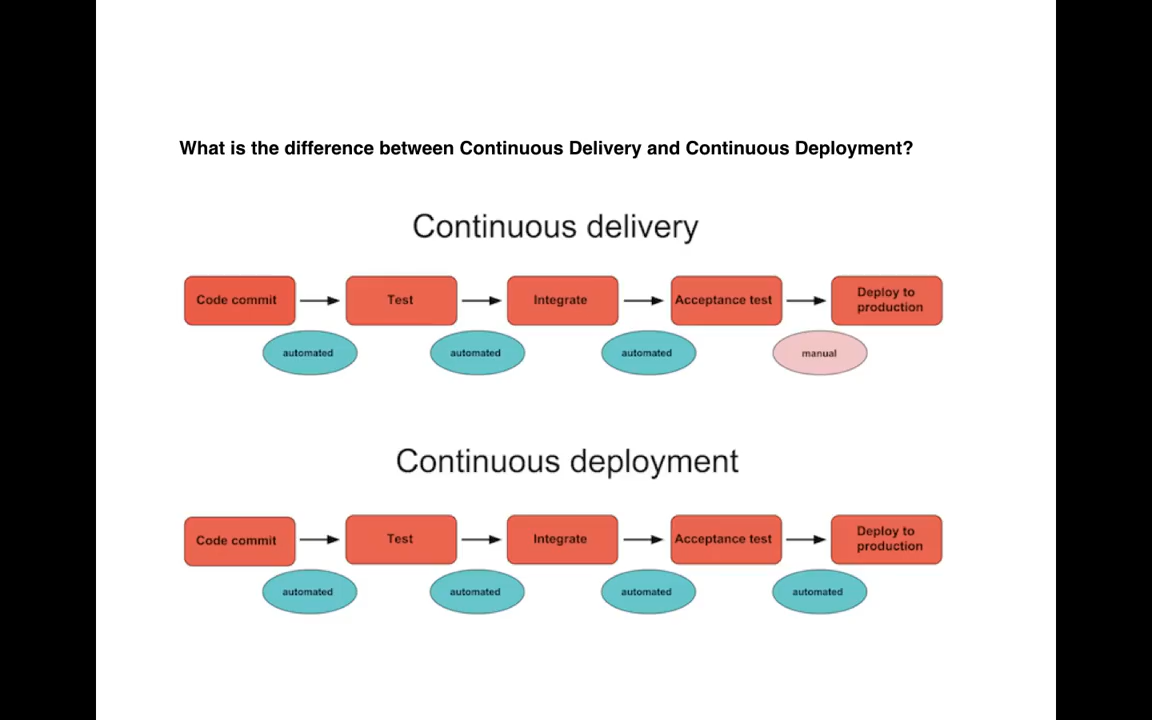 What is the difference between Continuous Delivery and Continuous Deployment?
Continuous delivery
Code commit
Test
Integrate
Acceptance test
Deploy to
production
automated
automated
automated
manual
Continuous deployment
Code commit
Test
Integrate
Acceptance test
Deploy to
production
automated
automated
automated
automated